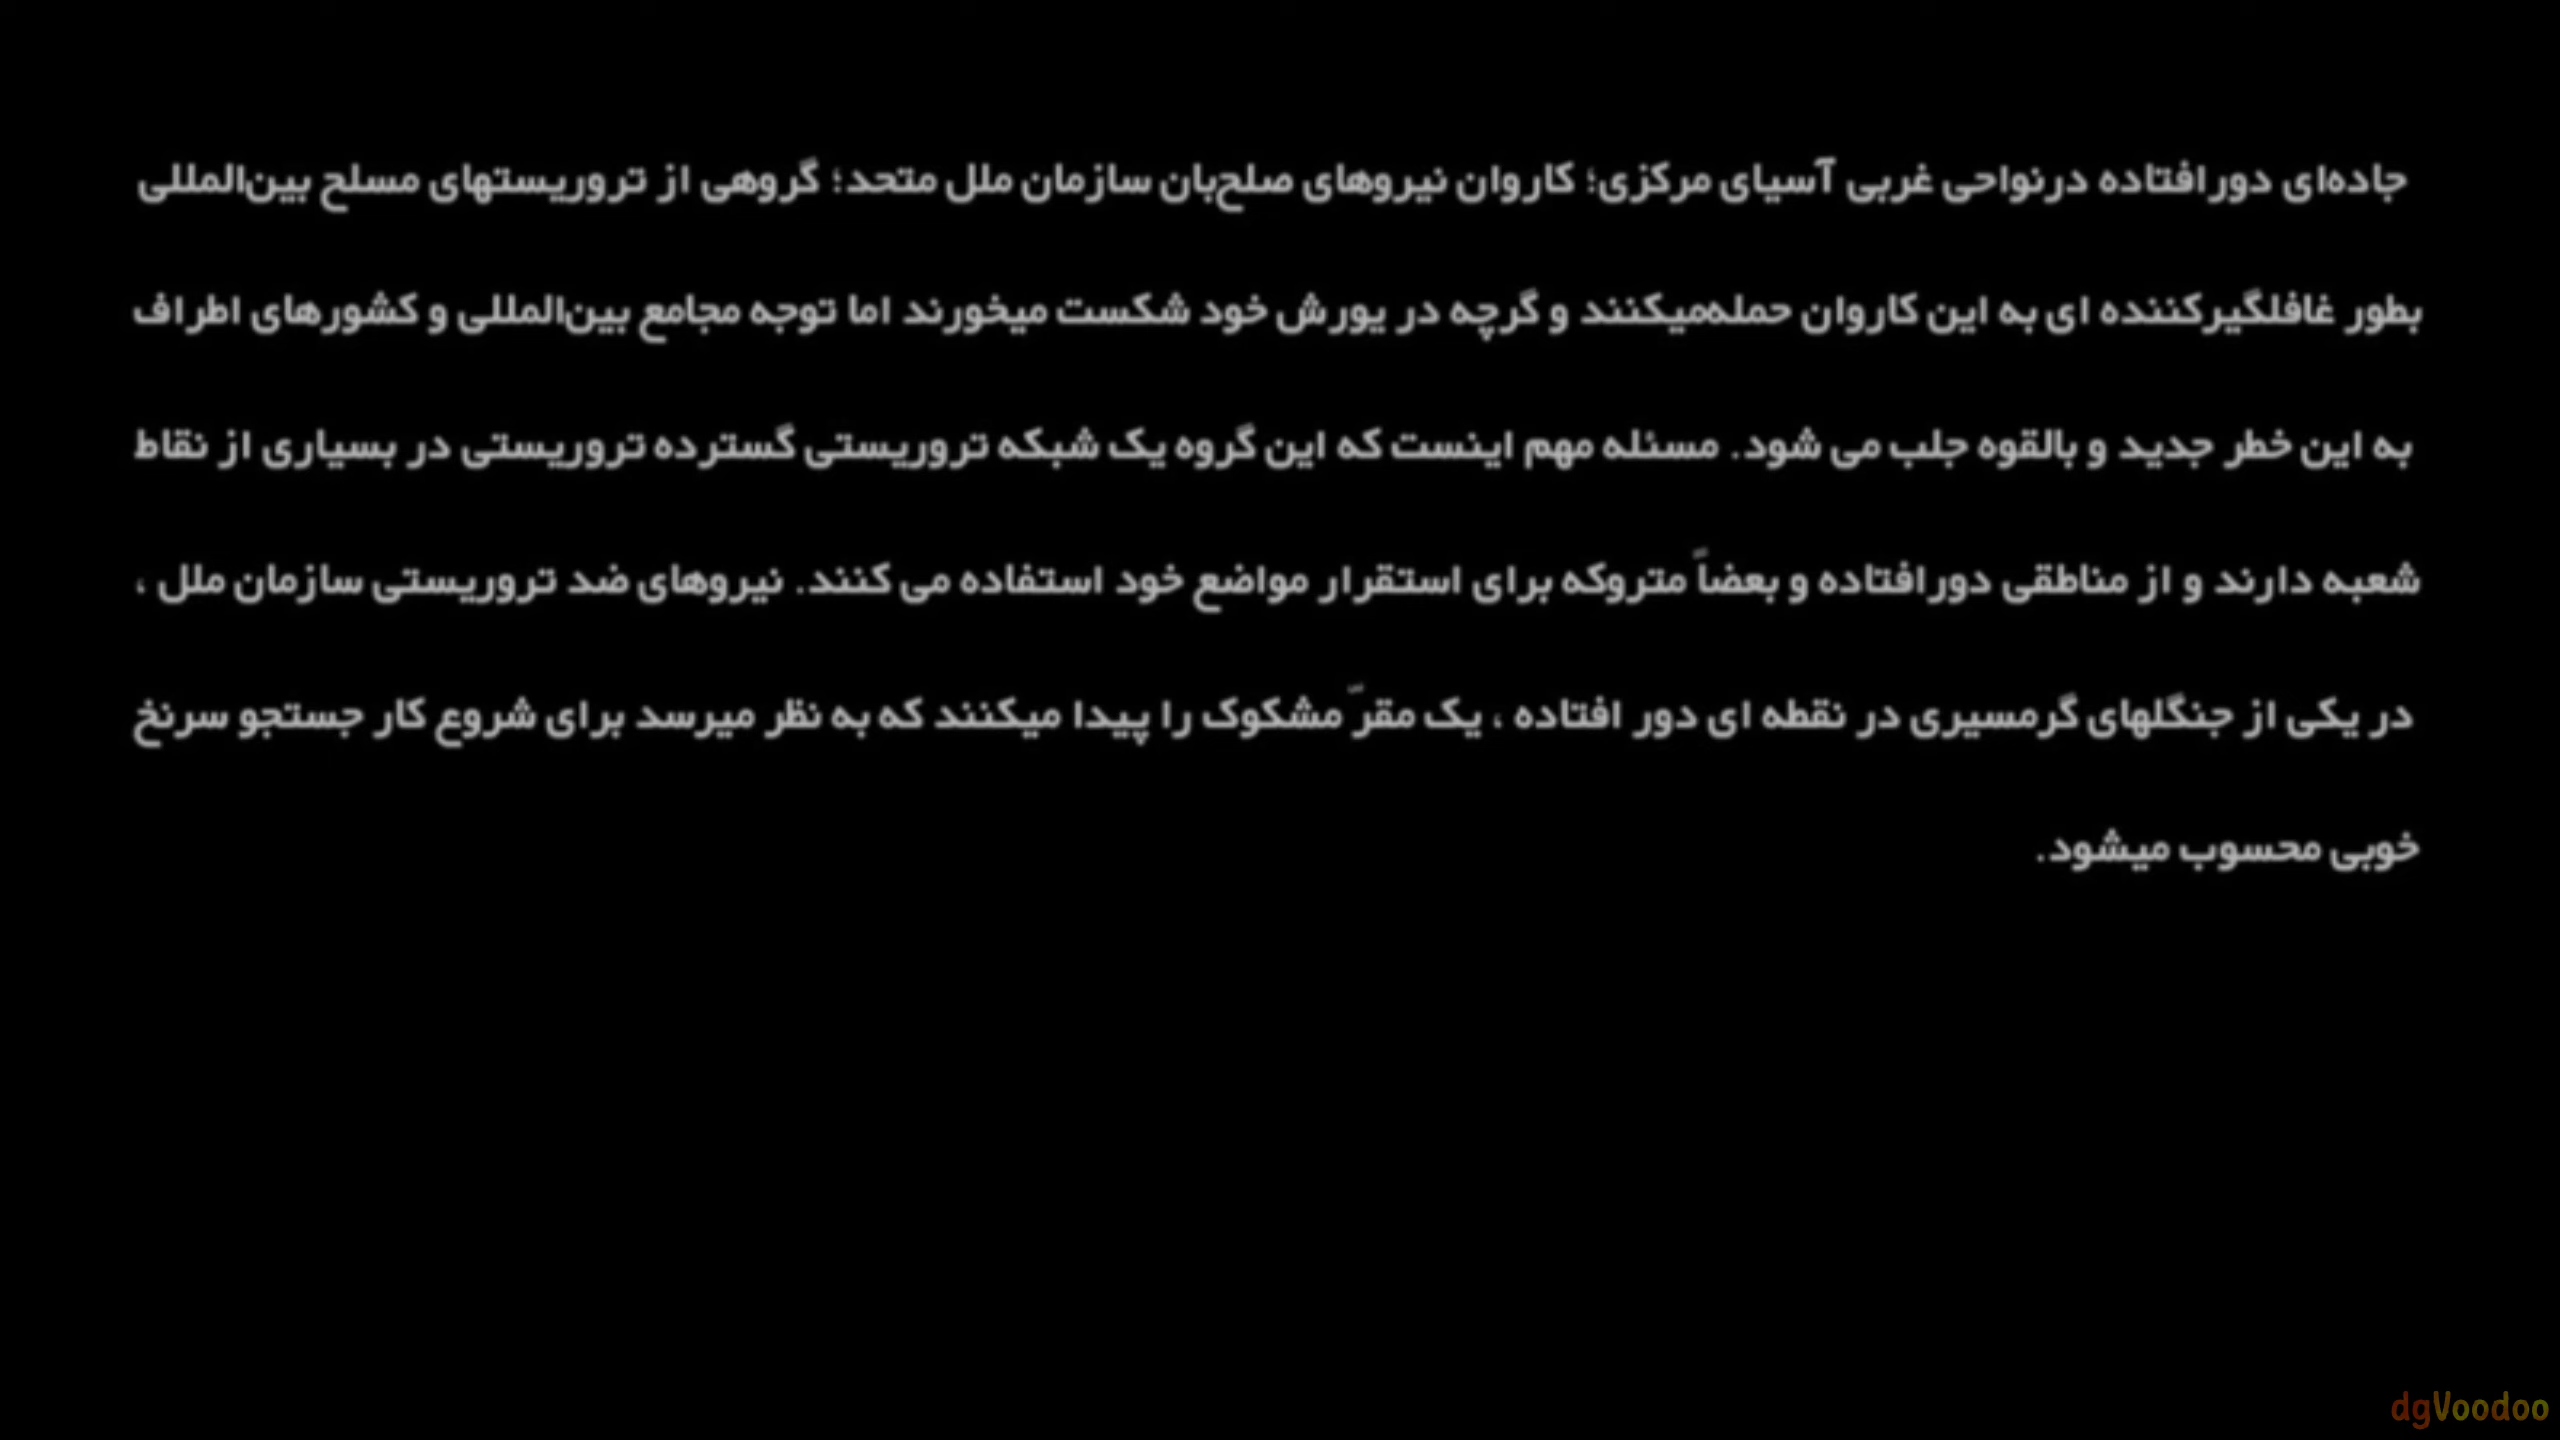 جاده‌ای دورافتاده درنواحی غربی آسیای مرکزی؛ کاروان نیروهای صلح‌بان سازمان ملل متحد؛ گروهی از تروریستهای مسلح بین‌المللی
بطور غافلگیرکننده ای به این کاروان حمله‌میکنند و گرچه در یورش خود شکست میخورند اما توجه مجامع بین‌المللی و کشورهای اطراف
به این خطر جدید و بالقوه جلب می شود. مسئله مهم اینست که این گروه یک شبکه تروریستی گسترده تروریستی در بسیاری از نقاط
شعبه دارند و از مناطقی دورافتاده و بعضاً متروکه برای استقرار مواضع خود استفاده می کنند. نیروهای ضد تروریستی سازمان ملل ،
در یکی از جنگلهای گرمسیری در نقطه ای دور افتاده ، یک مقرّ مشکوک را پیدا میکنند که به نظر میرسد برای شروع کار جستجو سرنخ
خوبی محسوب میشود.
dgVoodoo